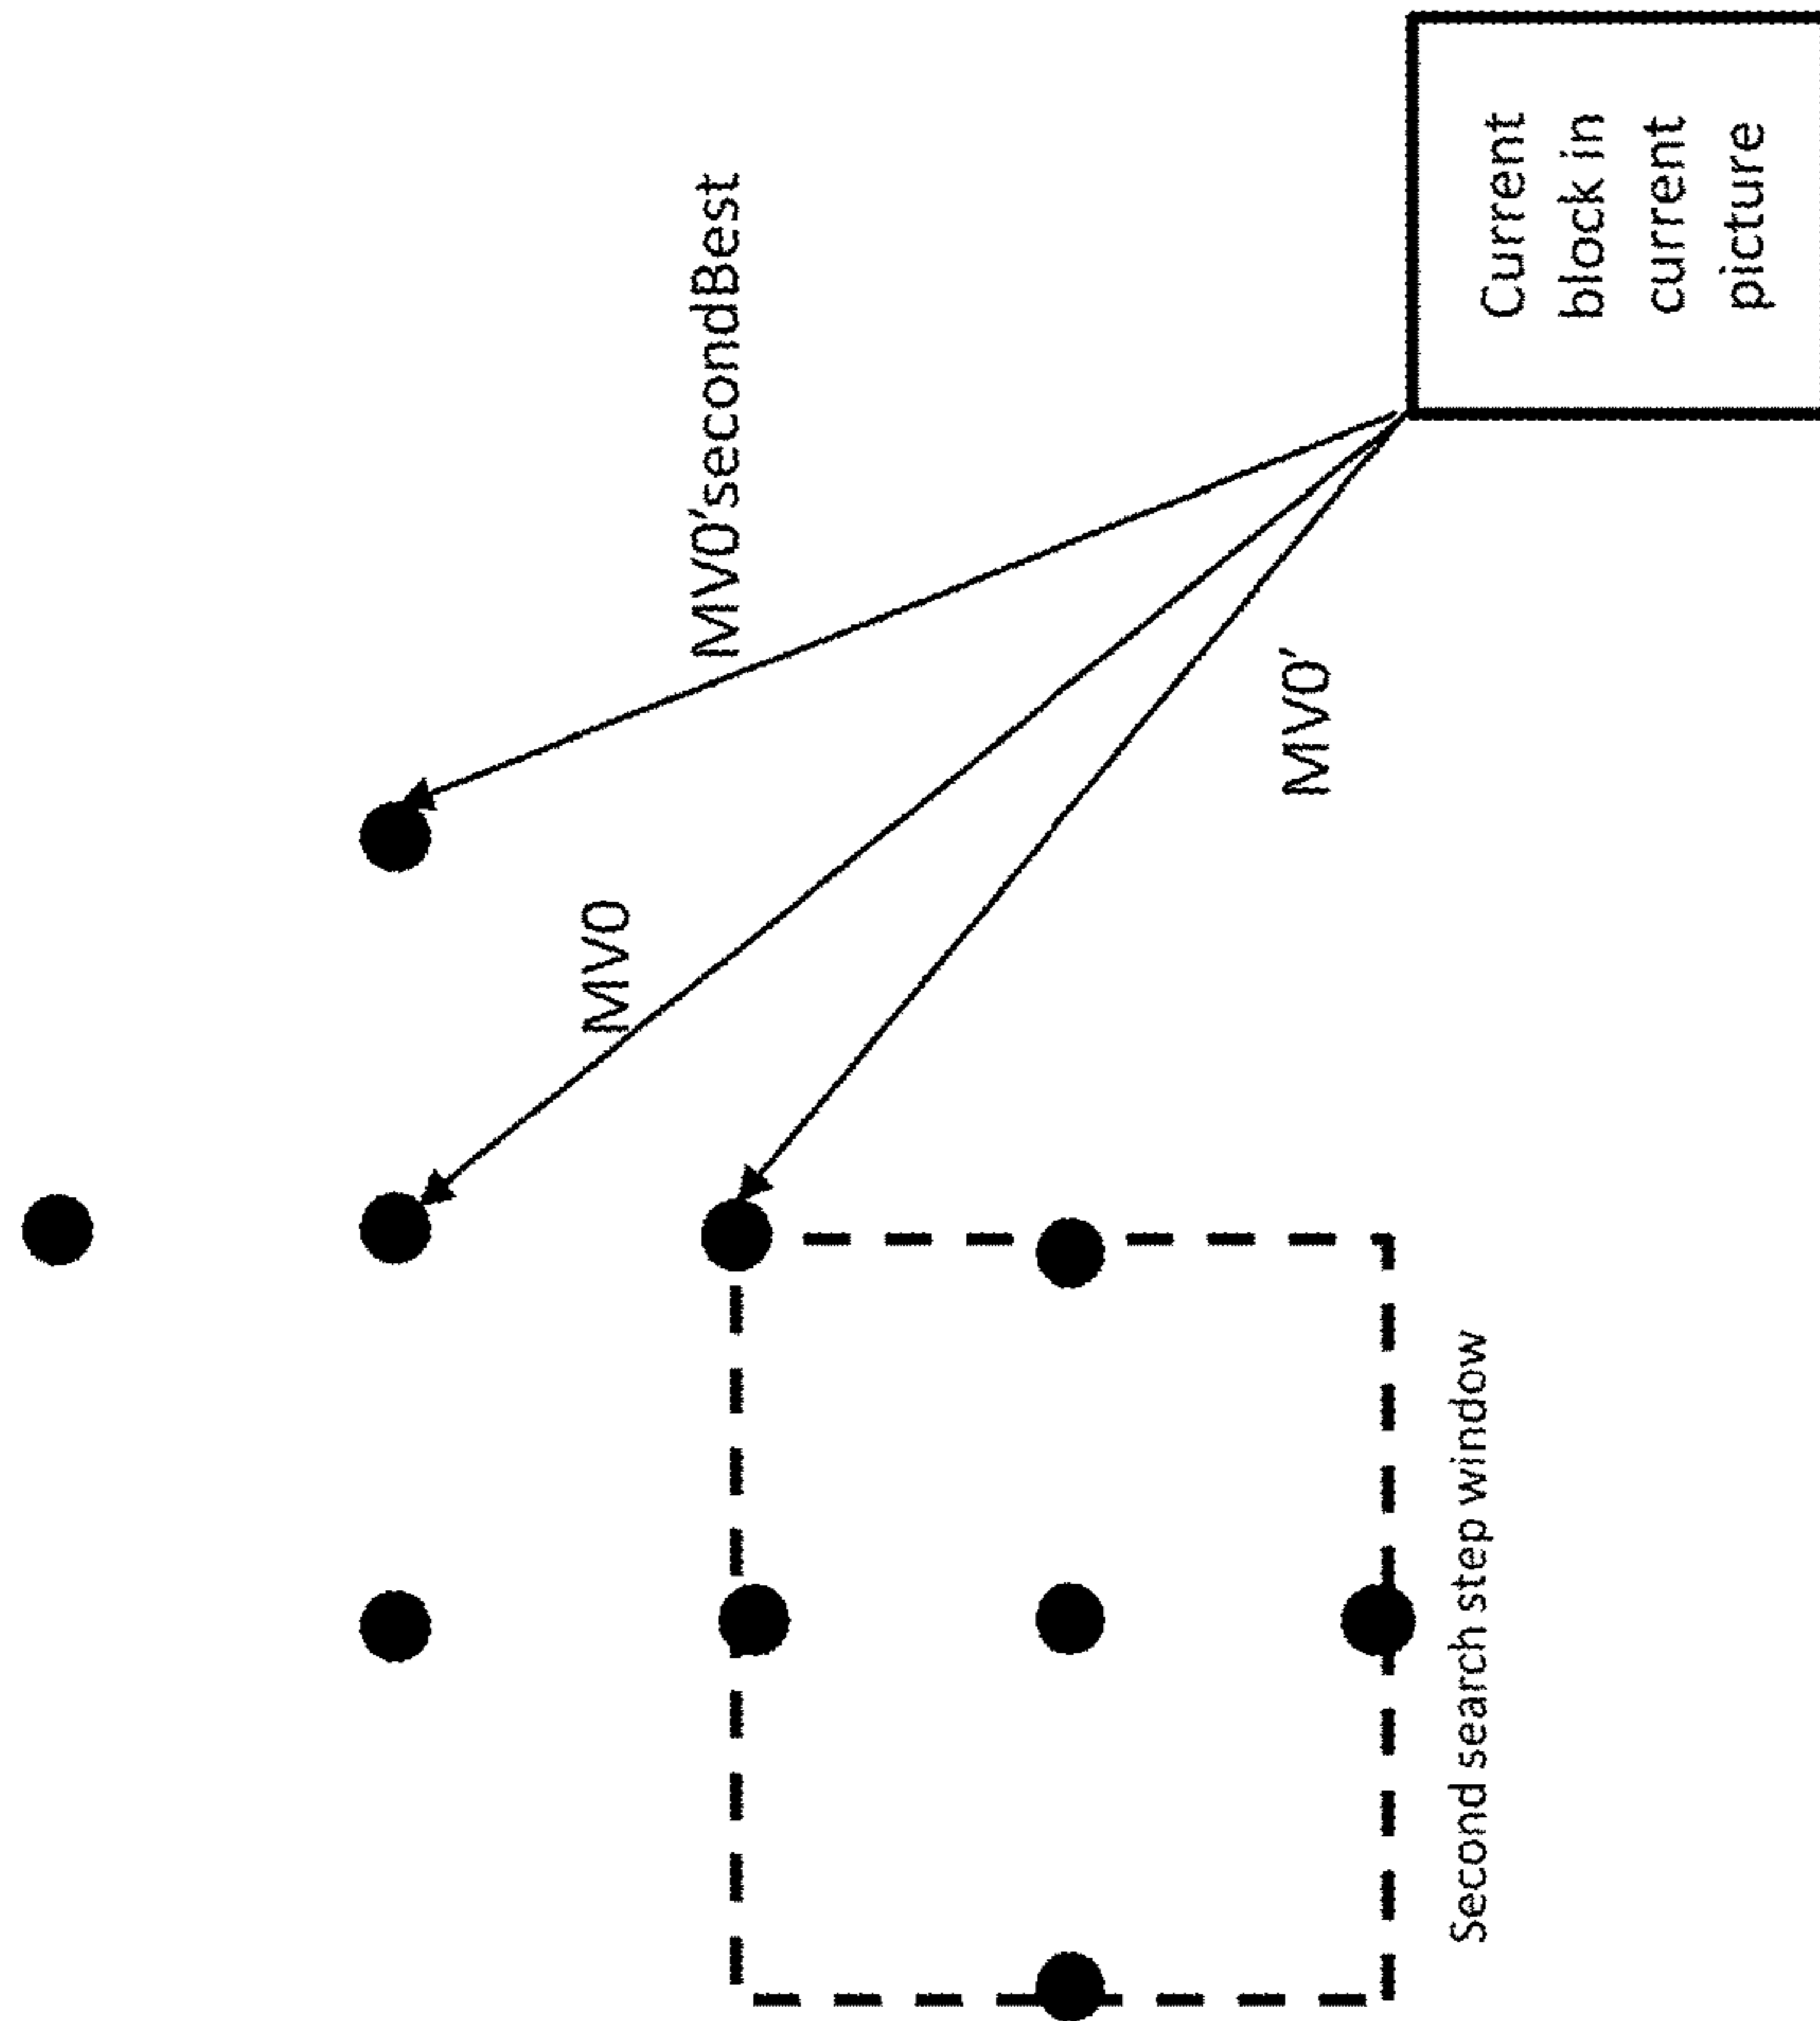 MV0'secondBest
MV0
MV0'
Current
block in
current
picture
Second search step window